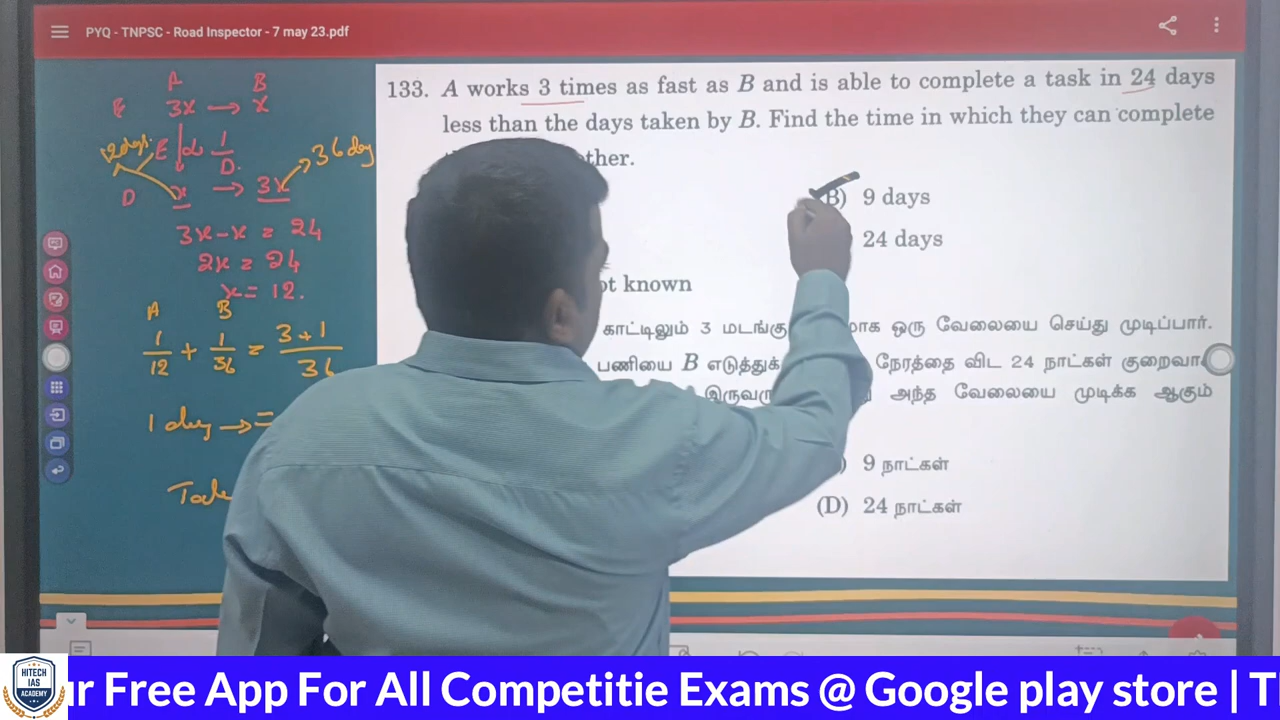 PYQ - TNPSC - Road Inspector - 7 may 23.pdf
A B
E 3x → x
E α 1/D
12 days 36 day
D x → 3x
3x - x = 24
2x = 24
x = 12.
A B
1/12 + 1/36 = 3+1/36
1 day → =
133. A works 3 times as fast as B and is able to complete a task in 24 days
less than the days taken by B. Find the time in which they can complete
ther.
B) 9 days
24 days
ot known
காட்டிலும் 3 மடங்கு மாக ஒரு வேலையை செய்து முடிப்பார்.
பணியை B எடுத்துக் நேரத்தை விட 24 நாட்கள் குறைவா
இருவரு அந்த வேலையை முடிக்க ஆகும்
) 9 நாட்கள்
(D) 24 நாட்கள்
HITECH
IAS
ACADEMY
ur Free App For All Competitie Exams @ Google play store | T